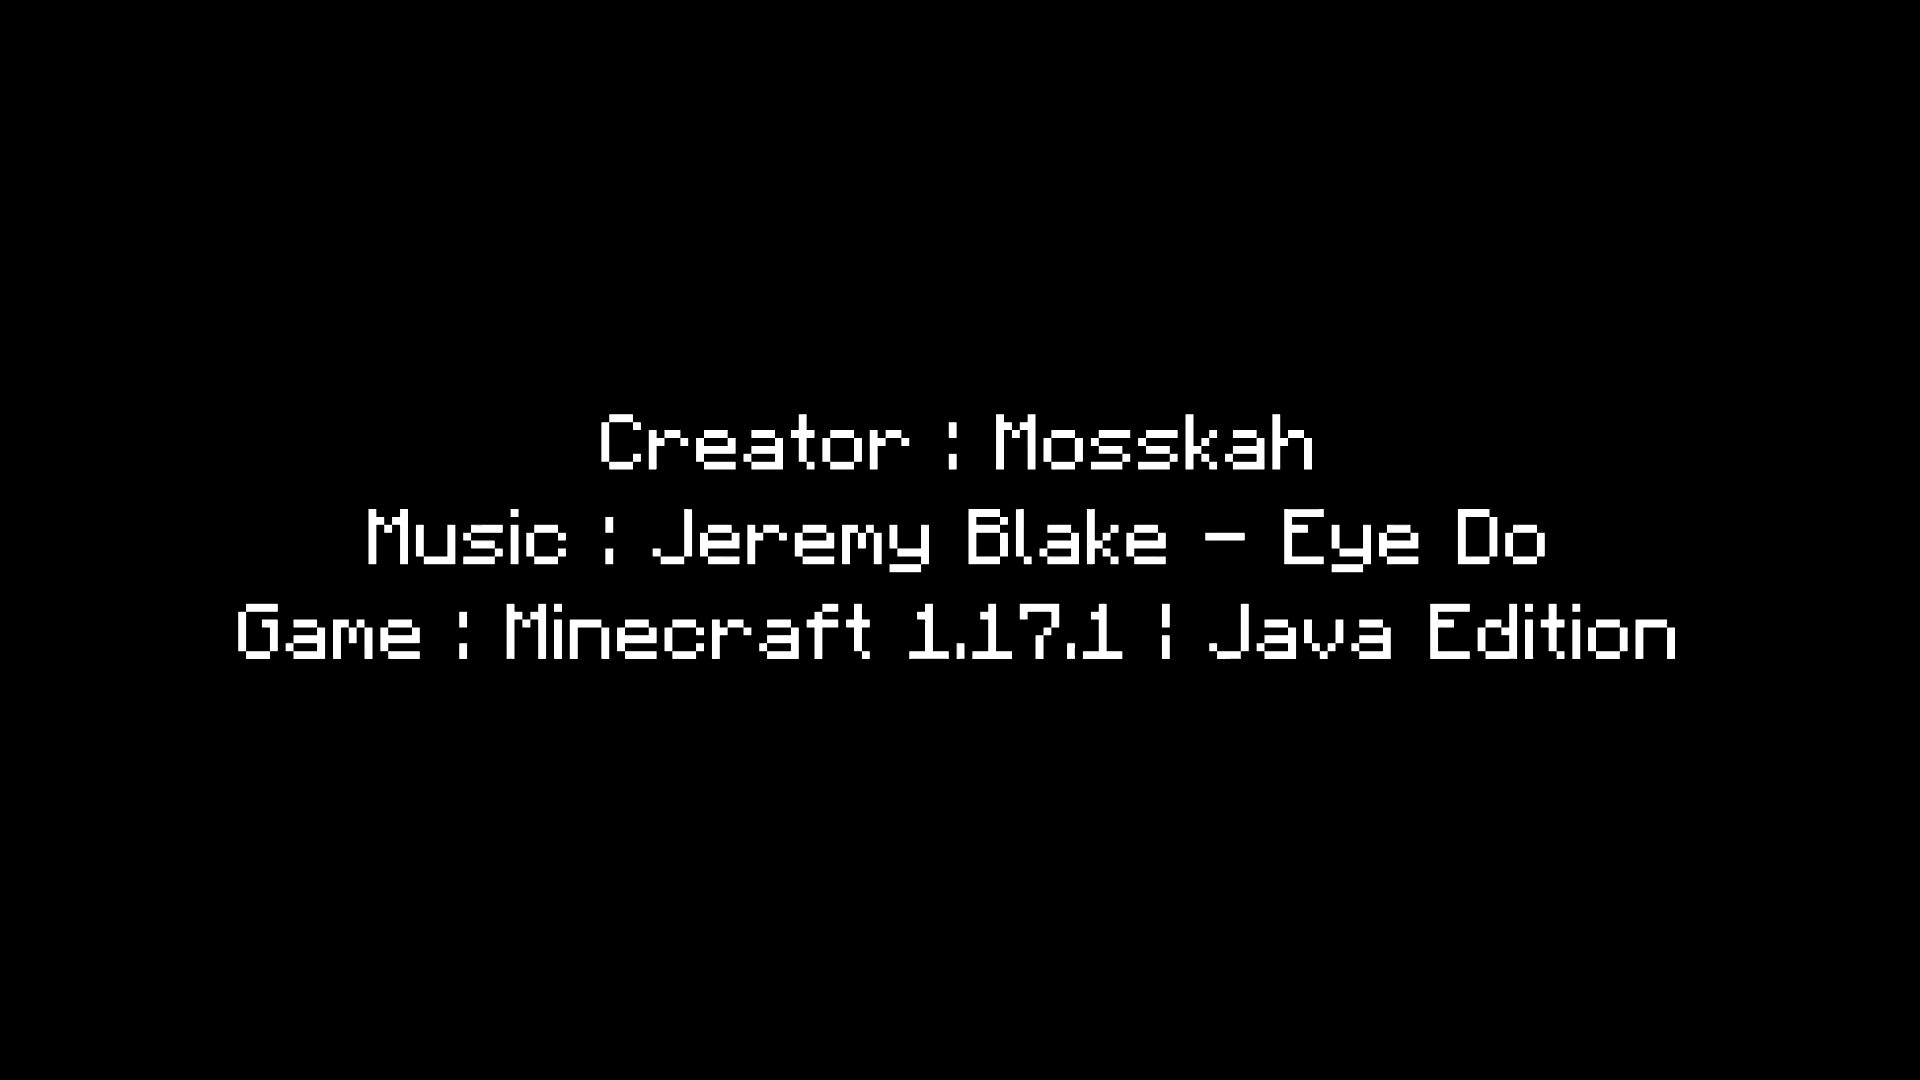 Creator : Mosskah
Music : Jeremy Blake - Eye Do
Game : Minecraft 1.17.1 | Java Edition